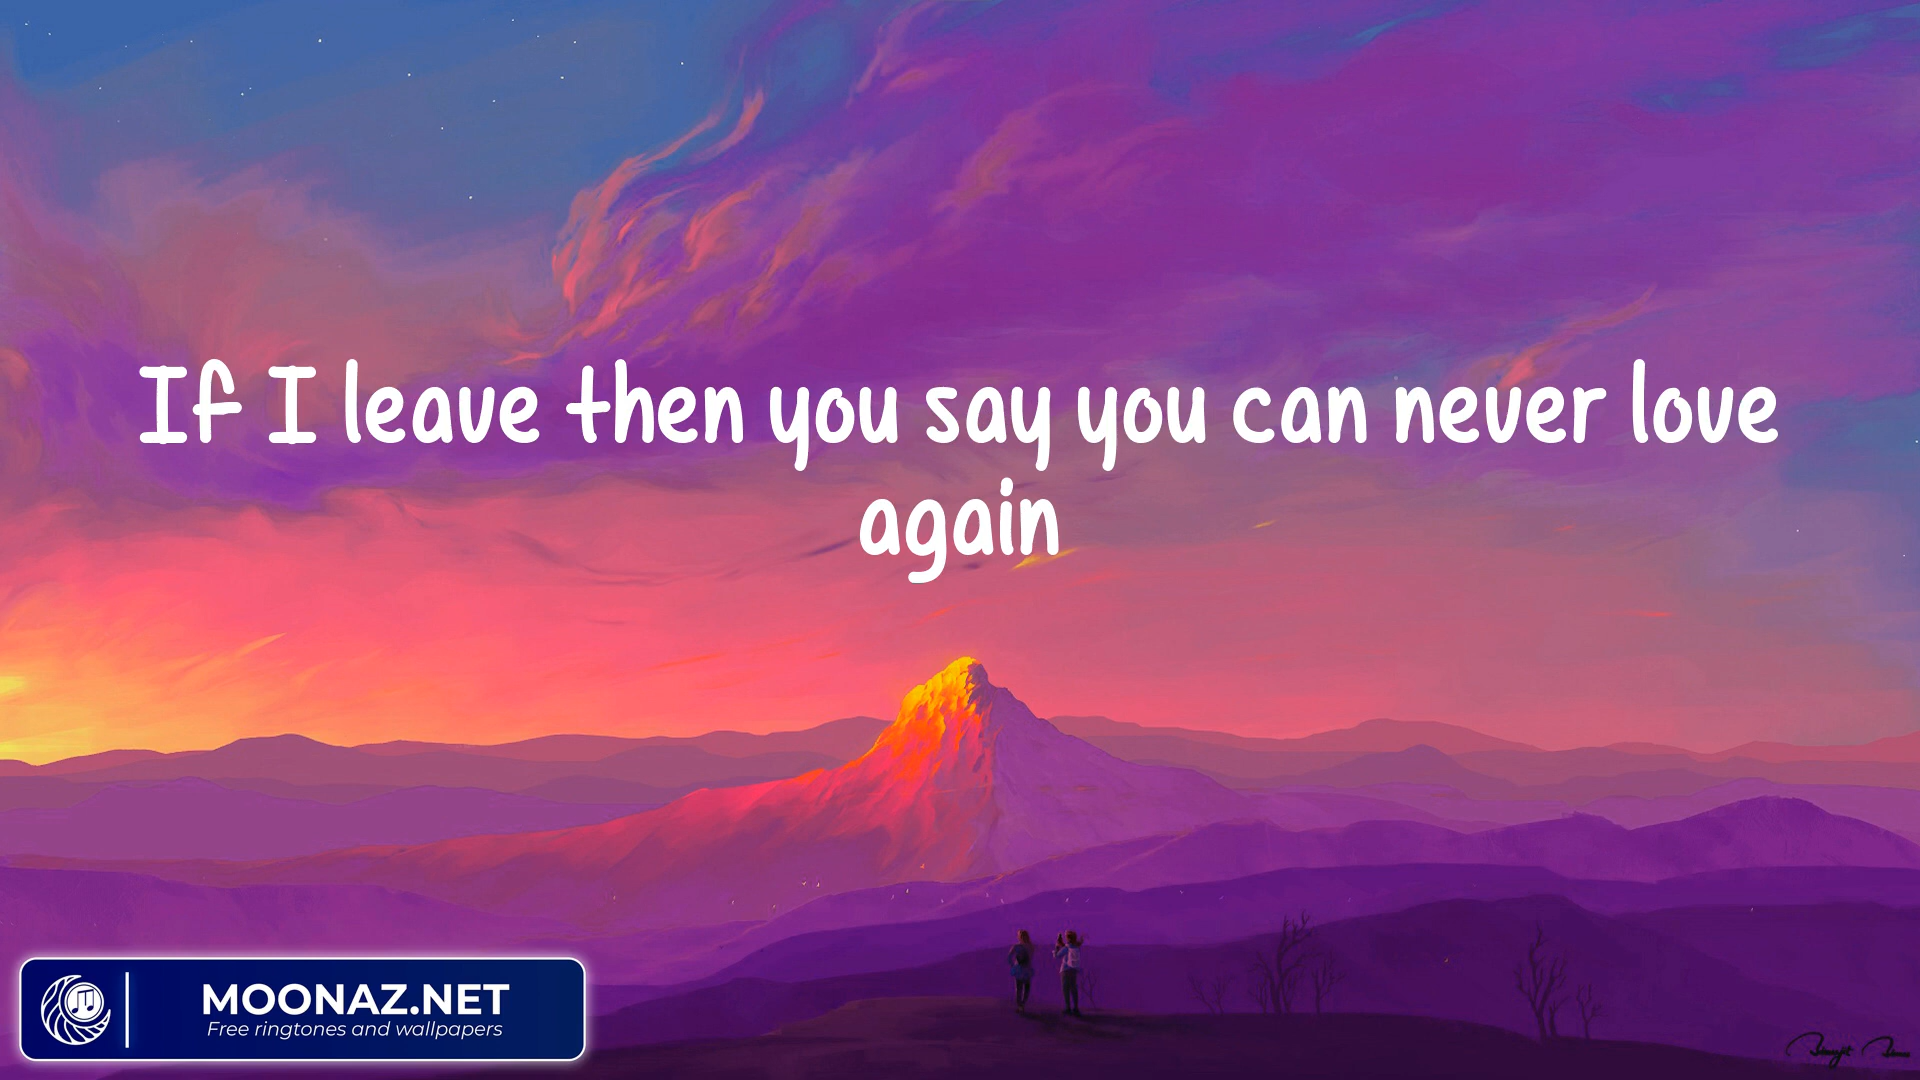 If I leave then you say you can never love
again
MOONAZ.NET
Free ringtones and wallpapers